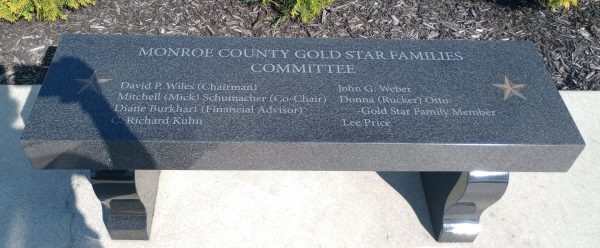 MONROE COUNTY GOLD STAR FAMILIES
COMMITTEE
David P. Wiles (Chairman)
Mitchell (Mick) Schumacher (Co-Chair)
Diane Burkhart (Financial Advisor)
C. Richard Kuhn
John G. Weber
Donna (Rucker) Otto
-Gold Star Family Member
Lee Price